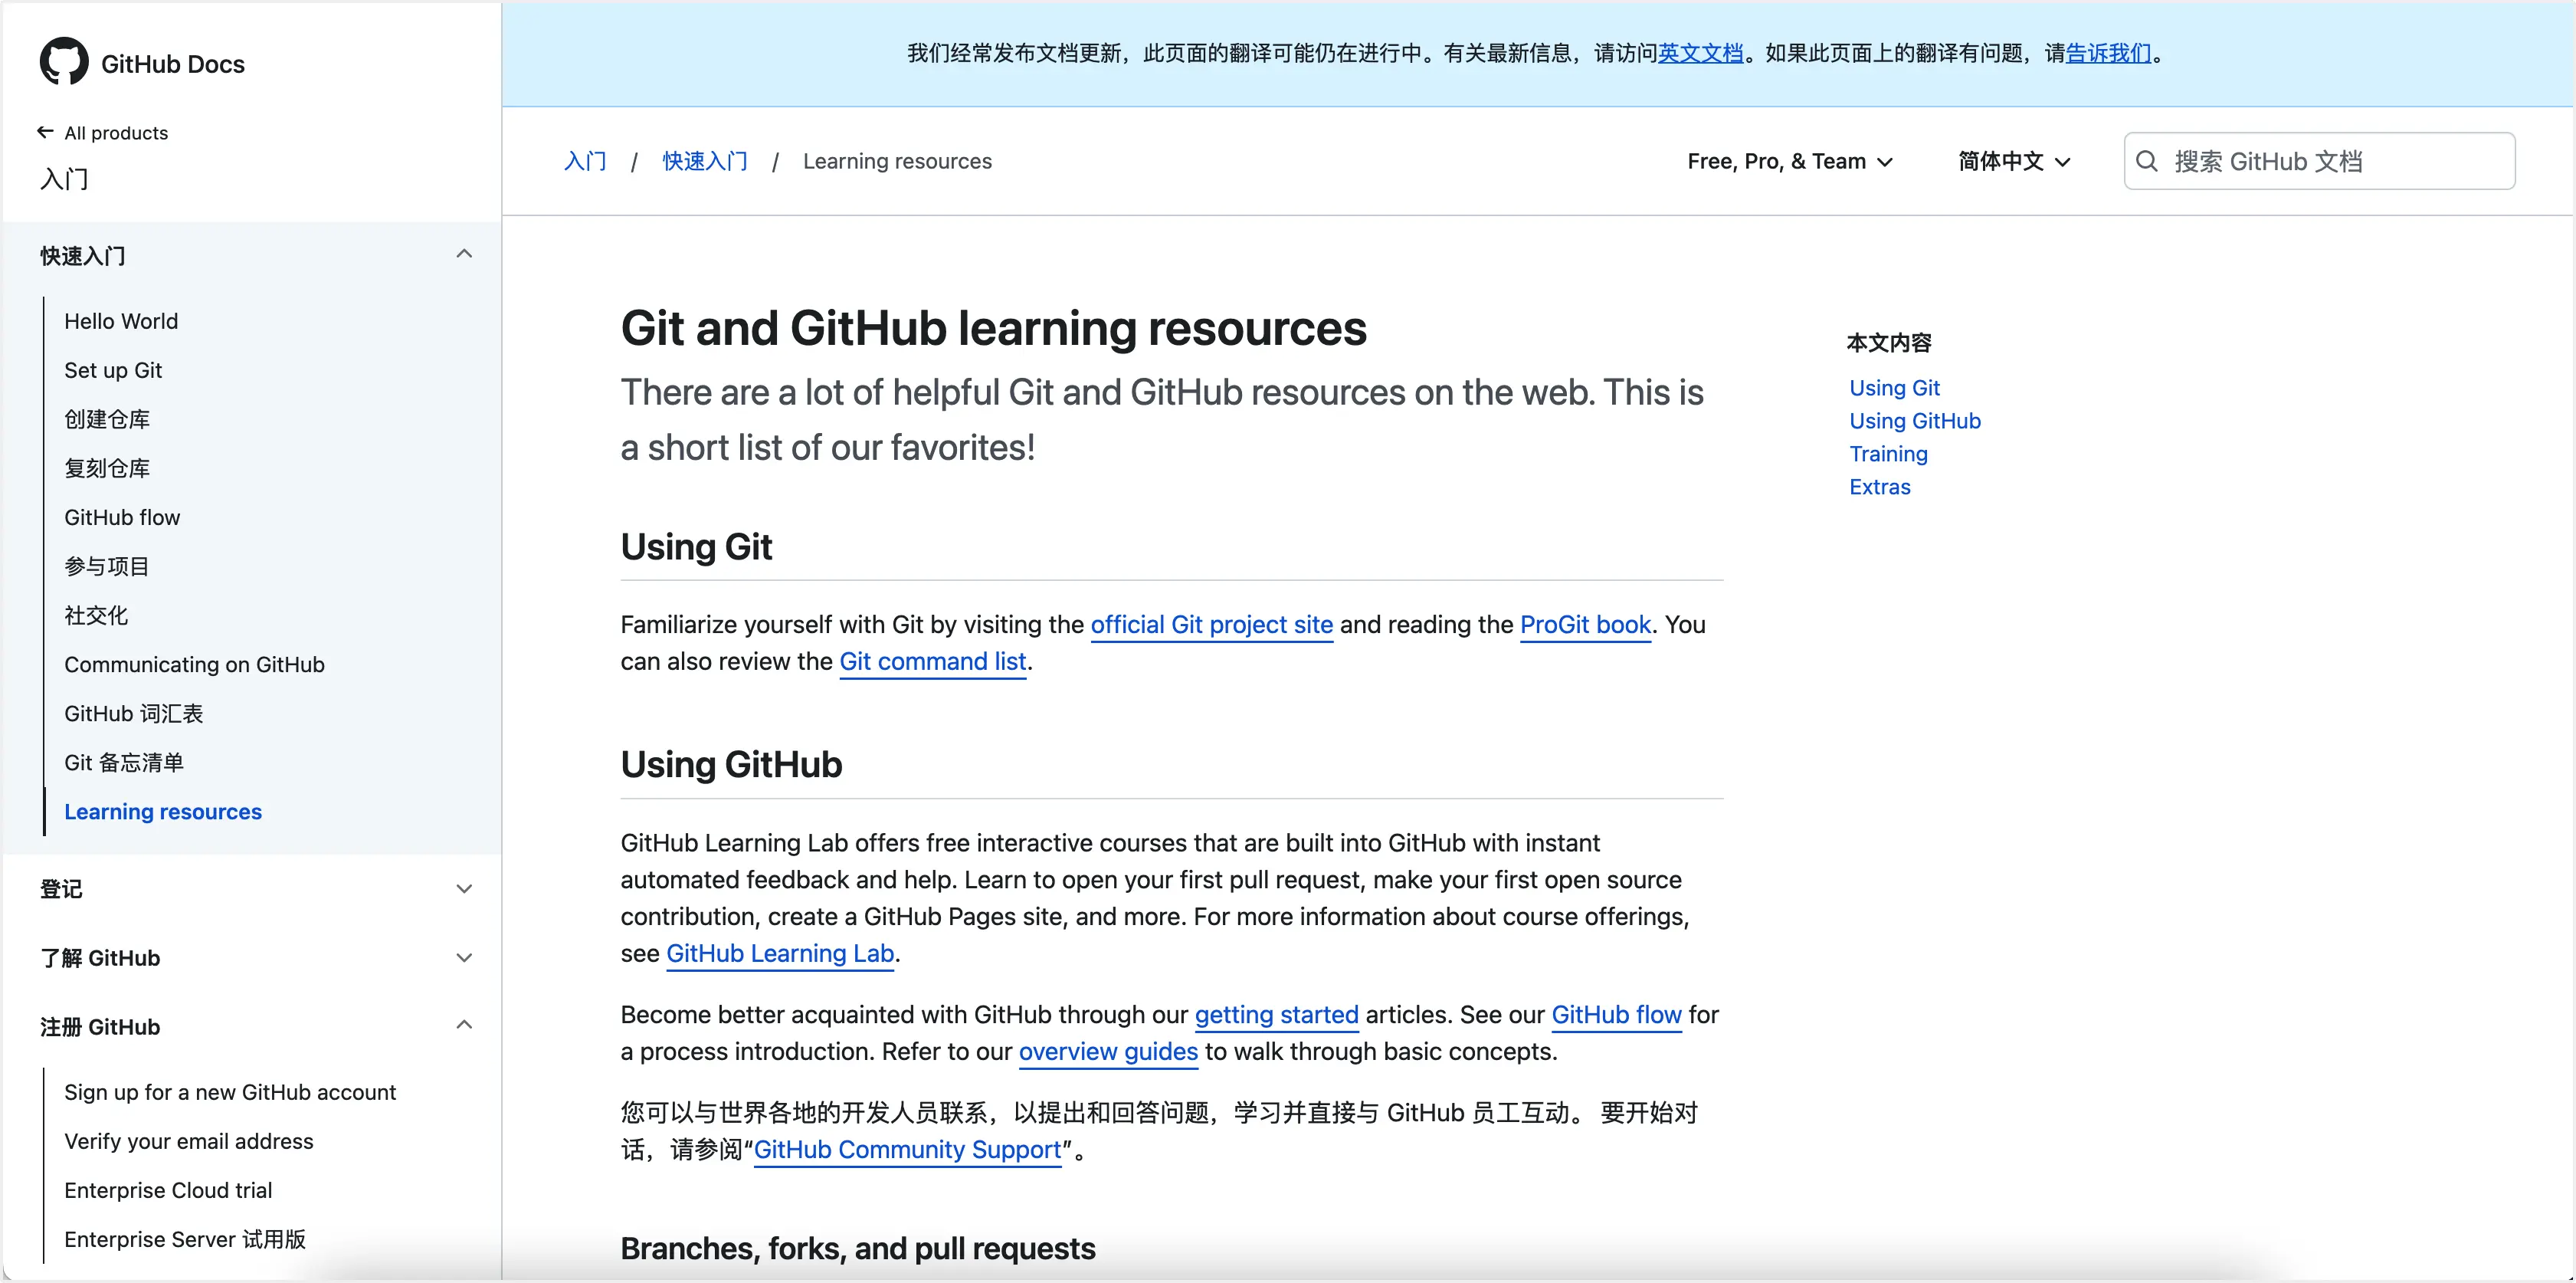 GitHub Docs
← All products
入门
快速入门
Hello World
Set up Git
创建仓库
复刻仓库
GitHub flow
参与项目
社交化
Communicating on GitHub
GitHub 词汇表
Git 备忘清单
Learning resources
登记
了解 GitHub
注册 GitHub
Sign up for a new GitHub account
Verify your email address
Enterprise Cloud trial
Enterprise Server 试用版
我们经常发布文档更新，此页面的翻译可能仍在进行中。有关最新信息，请访问英文文档。如果此页面上的翻译有问题，请告诉我们。
入门 / 快速入门 / Learning resources
Free, Pro, & Team
简体中文
搜索 GitHub 文档
Git and GitHub learning resources
There are a lot of helpful Git and GitHub resources on the web. This is
a short list of our favorites!
Using Git
Familiarize yourself with Git by visiting the official Git project site and reading the ProGit book. You
can also review the Git command list.
Using GitHub
GitHub Learning Lab offers free interactive courses that are built into GitHub with instant
automated feedback and help. Learn to open your first pull request, make your first open source
contribution, create a GitHub Pages site, and more. For more information about course offerings,
see GitHub Learning Lab.
Become better acquainted with GitHub through our getting started articles. See our GitHub flow for
a process introduction. Refer to our overview guides to walk through basic concepts.
您可以与世界各地的开发人员联系，以提出和回答问题，学习并直接与 GitHub 员工互动。 要开始对
话，请参阅“GitHub Community Support”。
Branches, forks, and pull requests
本文内容
Using Git
Using GitHub
Training
Extras